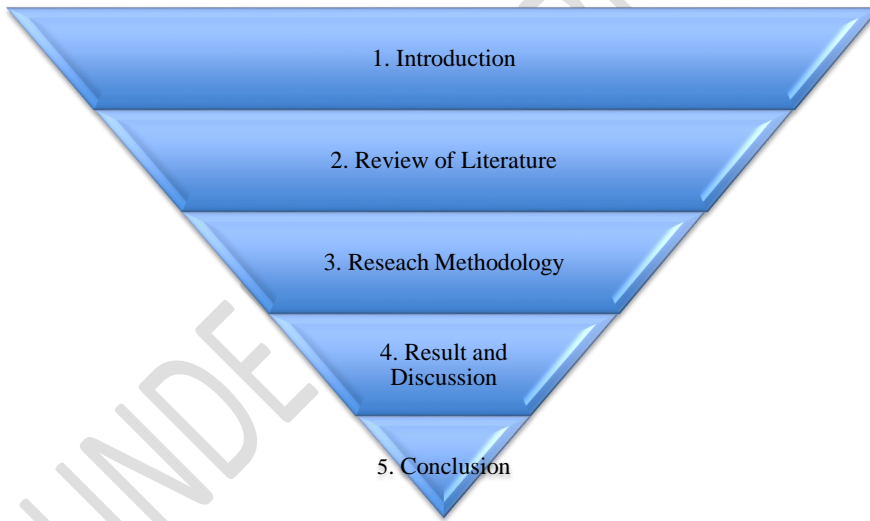 1. Introduction
2. Review of Literature
3. Reseach Methodology
4. Result and
Discussion
5. Conclusion